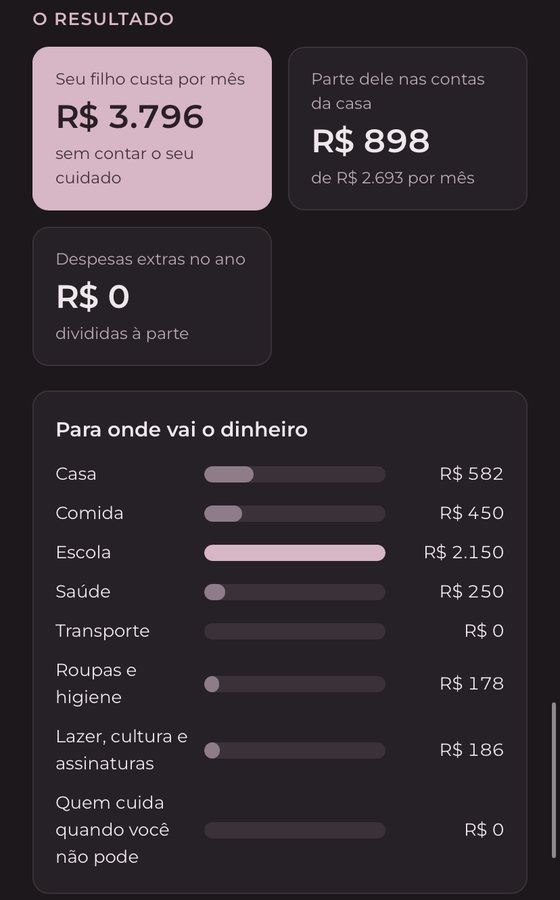 O RESULTADO
Seu filho custa por mês
R$ 3.796
sem contar o seu
cuidado
Parte dele nas contas
da casa
R$ 898
de R$ 2.693 por mês
Despesas extras no ano
R$ 0
divididas à parte
Para onde vai o dinheiro
Casa R$ 582
Comida R$ 450
Escola R$ 2.150
Saúde R$ 250
Transporte R$ 0
Roupas e
higiene R$ 178
Lazer, cultura e
assinaturas R$ 186
Quem cuida
quando você R$ 0
não pode